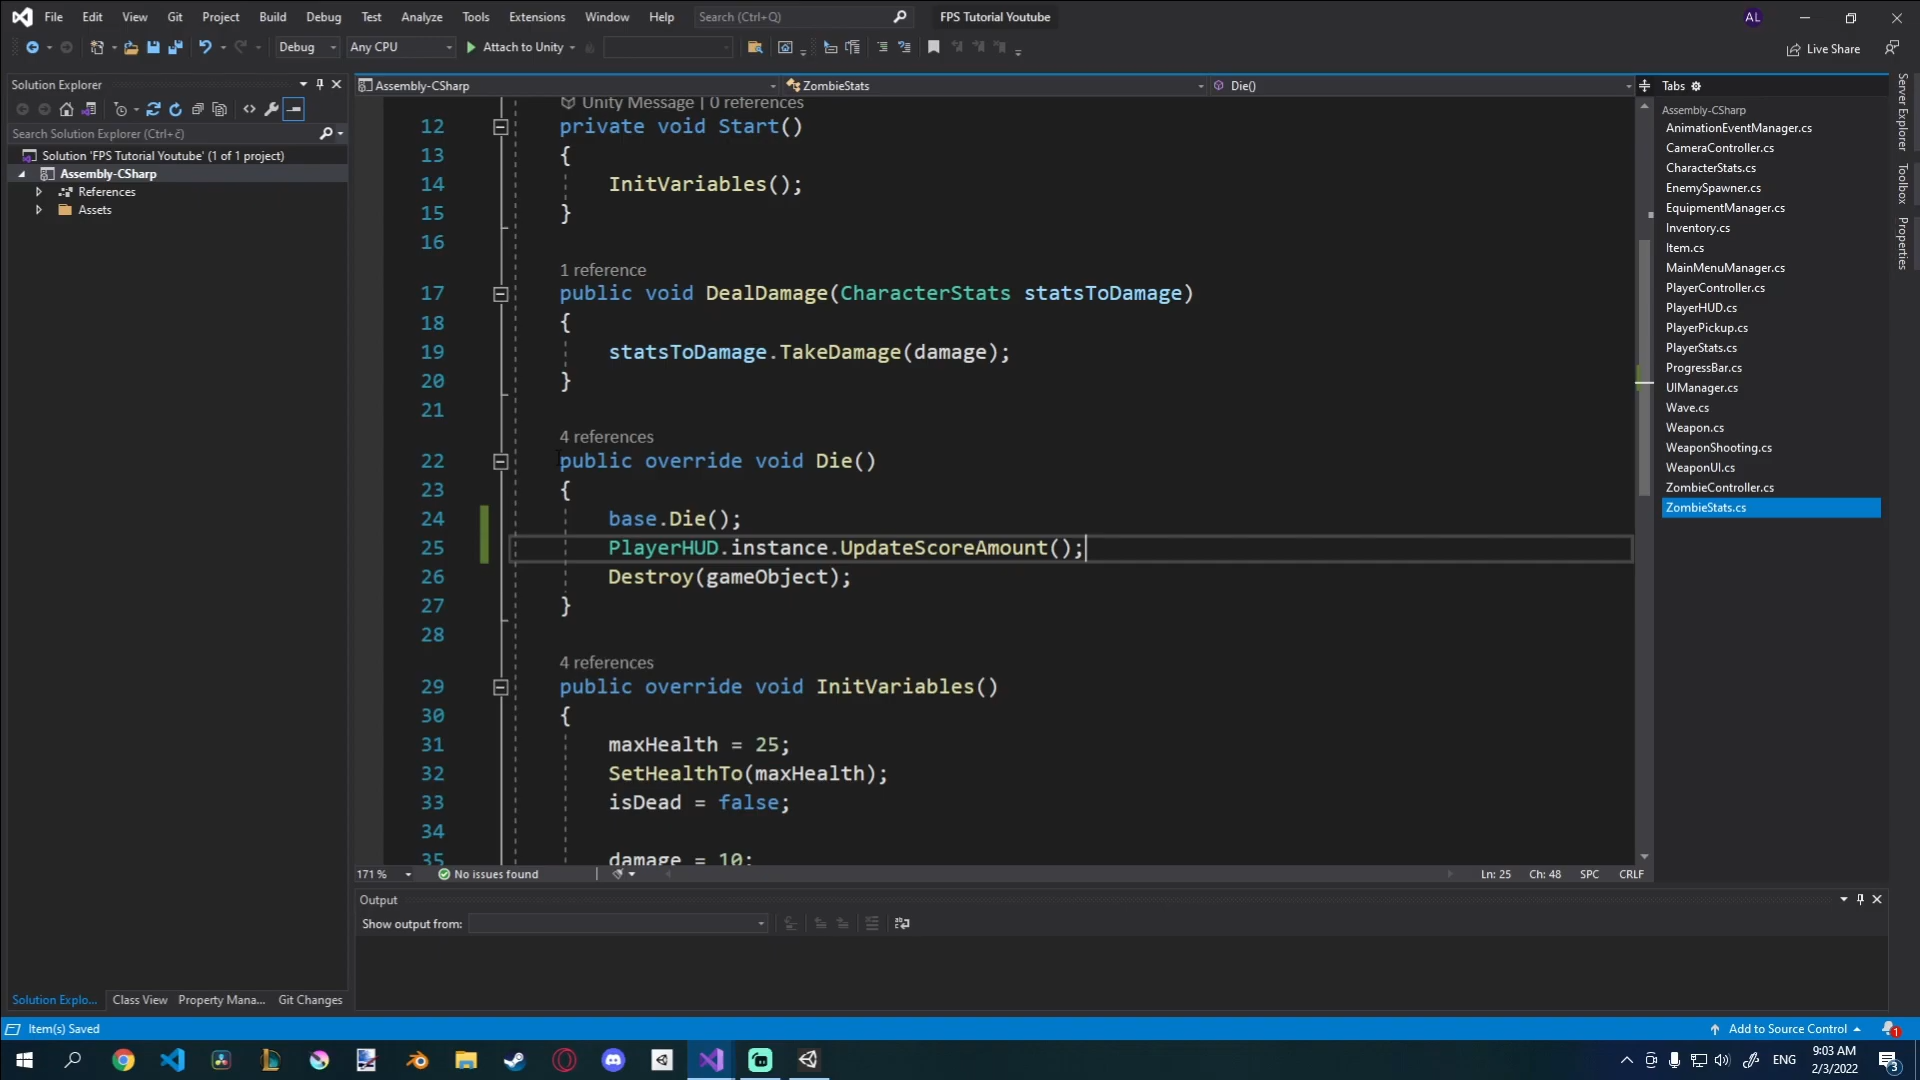 File Edit View Git Project Build Debug Test Analyze Tools Extensions Window Help Search (Ctrl+Q) FPS Tutorial Youtube AL
Debug Any CPU Attach to Unity Live Share
Solution Explorer
Search Solution Explorer (Ctrl+č)
Solution 'FPS Tutorial Youtube' (1 of 1 project)
Assembly-CSharp
References
Assets
Solution Explo... Class View Property Mana... Git Changes
Assembly-CSharp ZombieStats Die()
Unity Message | 0 references
12 private void Start()
13 {
14 InitVariables();
15 }
16
1 reference
17 public void DealDamage(CharacterStats statsToDamage)
18 {
19 statsToDamage.TakeDamage(damage);
20 }
21
4 references
22 public override void Die()
23 {
24 base.Die();
25 PlayerHUD.instance.UpdateScoreAmount();
26 Destroy(gameObject);
27 }
28
4 references
29 public override void InitVariables()
30 {
31 maxHealth = 25;
32 SetHealthTo(maxHealth);
33 isDead = false;
34
35 damage = 10;
171 % No issues found Ln: 25 Ch: 48 SPC CRLF
Output
Show output from:
Tabs
Assembly-CSharp
AnimationEventManager.cs
CameraController.cs
CharacterStats.cs
EnemySpawner.cs
EquipmentManager.cs
Inventory.cs
Item.cs
MainMenuManager.cs
PlayerController.cs
PlayerHUD.cs
PlayerPickup.cs
PlayerStats.cs
ProgressBar.cs
UIManager.cs
Wave.cs
Weapon.cs
WeaponShooting.cs
WeaponUI.cs
ZombieController.cs
ZombieStats.cs
Server Explorer
Toolbox
Properties
Item(s) Saved Add to Source Control 1
ENG 9:03 AM
2/3/2022 3